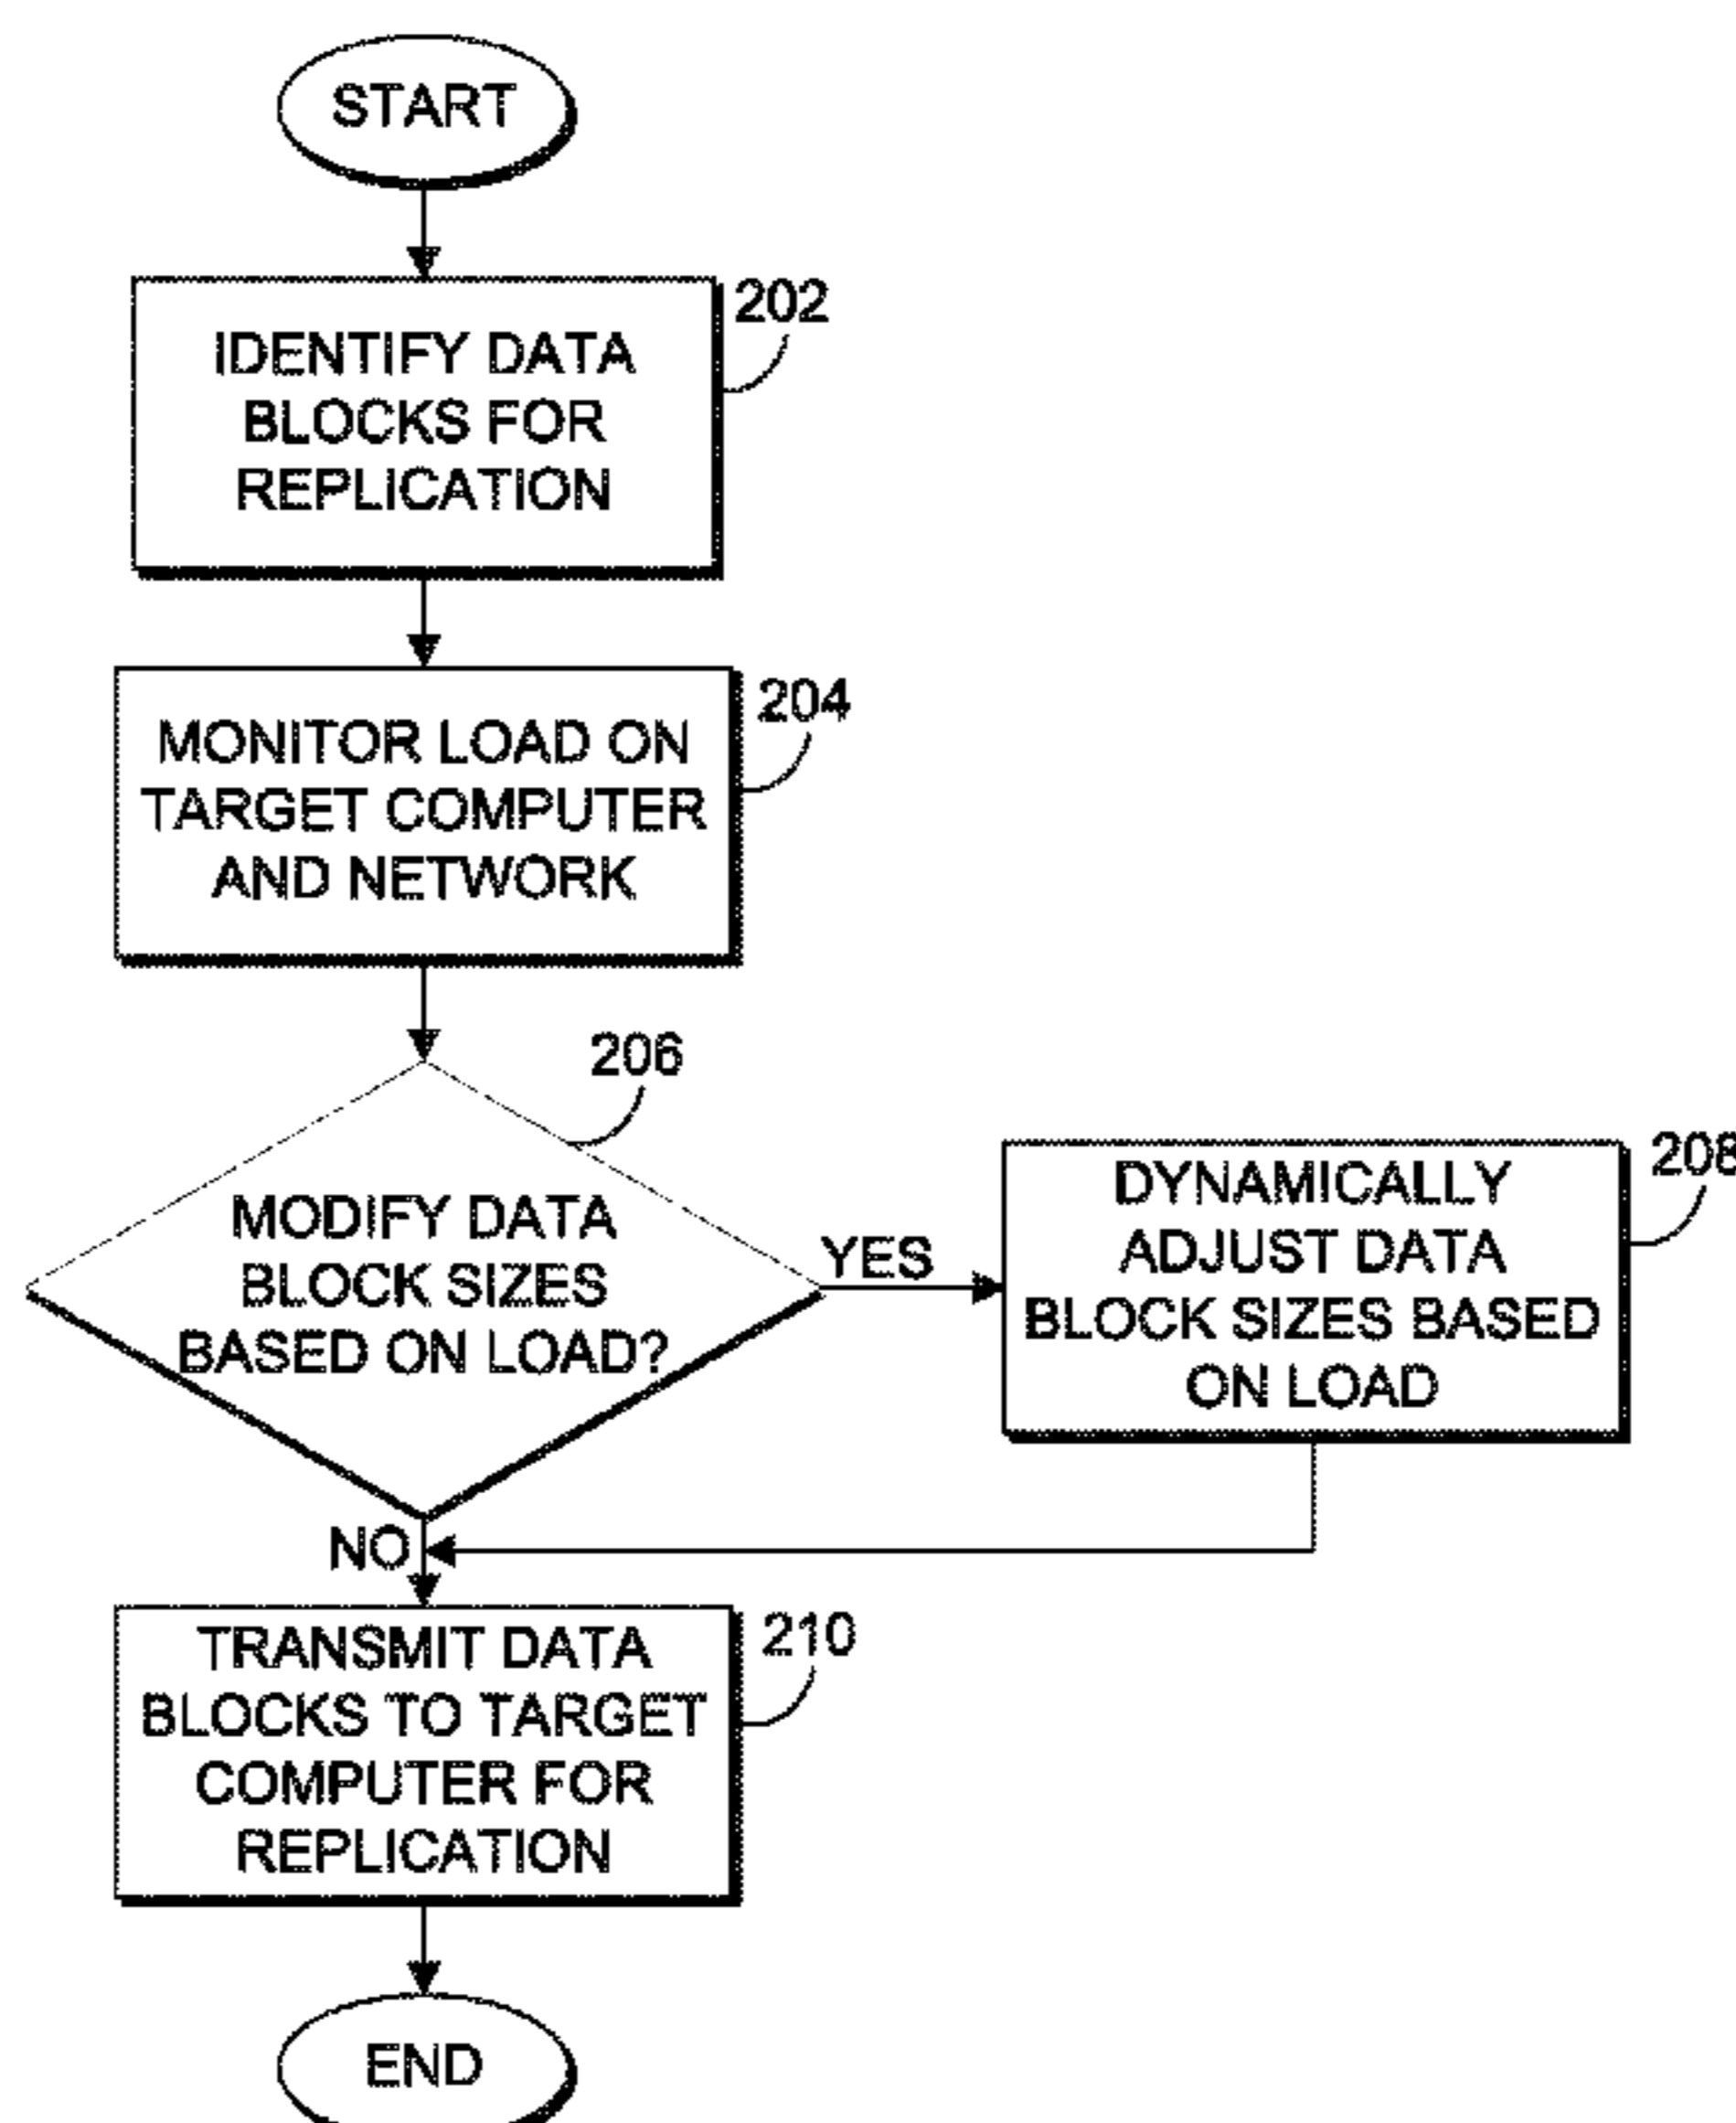 START
202
IDENTIFY DATA
BLOCKS FOR
REPLICATION
204
MONITOR LOAD ON
TARGET COMPUTER
AND NETWORK
206
MODIFY DATA
BLOCK SIZES
BASED ON LOAD?
YES
208
DYNAMICALLY
ADJUST DATA
BLOCK SIZES BASED
ON LOAD
NO
210
TRANSMIT DATA
BLOCKS TO TARGET
COMPUTER FOR
REPLICATION
END